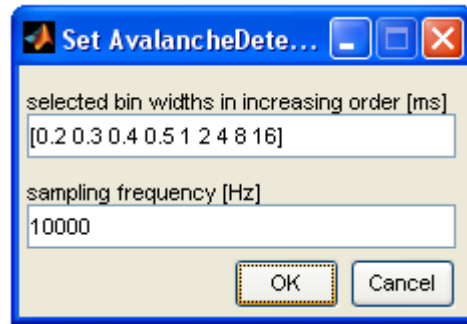 Set AvalancheDete...
selected bin widths in increasing order [ms]
[0.2 0.3 0.4 0.5 1 2 4 8 16]
sampling frequency [Hz]
10000
OK Cancel